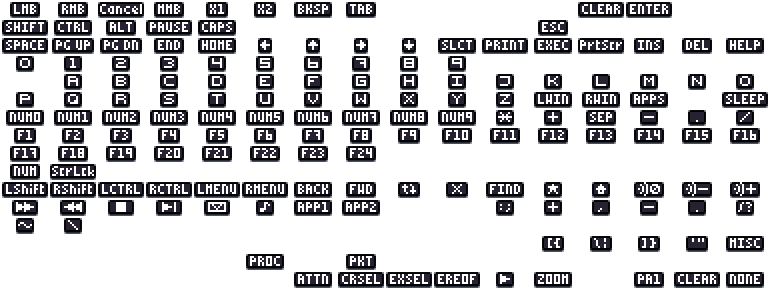 LMB RMB Cancel MMB X1 X2 BKSP TAB CLEAR ENTER
SHIFT CTRL ALT PAUSE CAPS ESC
SPACE PG UP PG DN END HOME ← ↑ → ↓ SLCT PRINT EXEC PrtScr INS DEL HELP
0 1 2 3 4 5 6 7 8 9
A B C D E F G H I J K L M N O
P Q R S T U V W X Y Z LWIN RWIN APPS SLEEP
NUM0 NUM1 NUM2 NUM3 NUM4 NUM5 NUM6 NUM7 NUM8 NUM9 * + SEP - . /
F1 F2 F3 F4 F5 F6 F7 F8 F9 F10 F11 F12 F13 F14 F15 F16
F17 F18 F19 F20 F21 F22 F23 F24
NUM ScrLck
LShift RShift LCTRL RCTRL LMENU RMENU BACK FWD X FIND
APP1 APP2 :; + , - . /?
~ \
[{ \| ]} '" MISC
PROC PKT
ATTN CRSEL EXSEL EREOF ZOOM PA1 CLEAR NONE